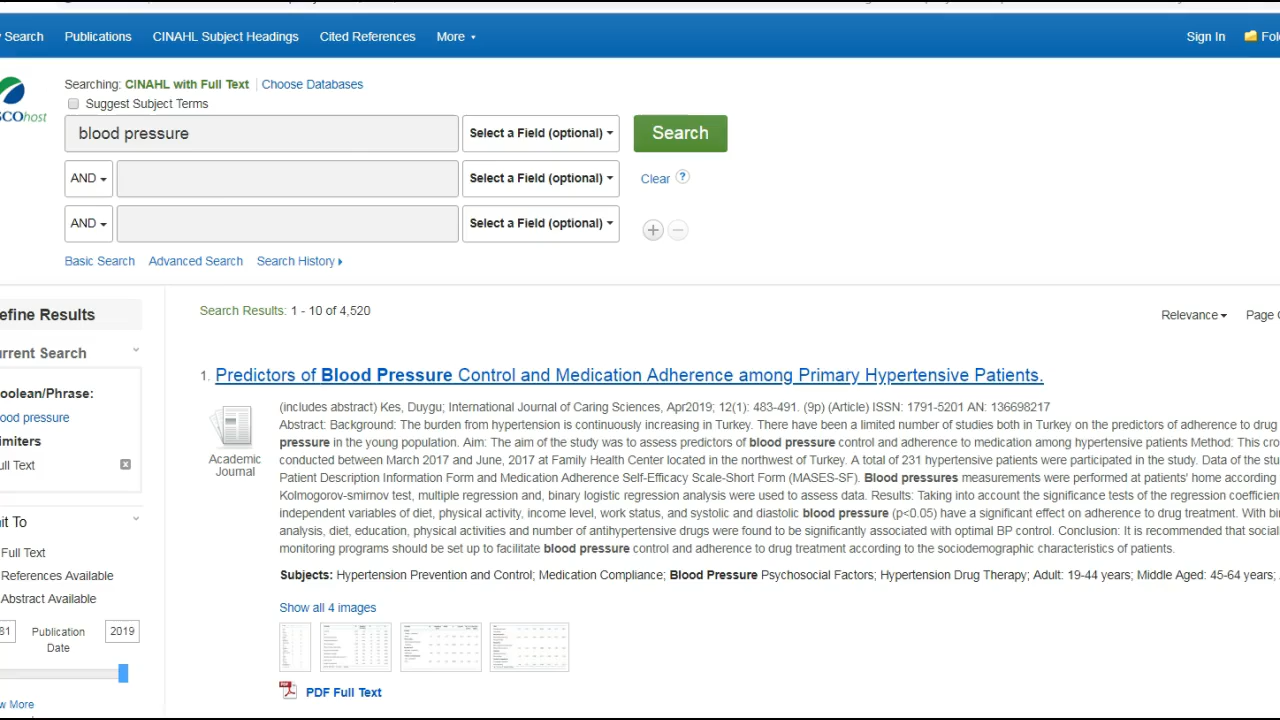 Search Publications CINAHL Subject Headings Cited References More Sign In
Searching: CINAHL with Full Text Choose Databases
Suggest Subject Terms
host
blood pressure Select a Field (optional) Search
AND Select a Field (optional) Clear ?
AND Select a Field (optional)
Basic Search Advanced Search Search History
efine Results
Search Results: 1 - 10 of 4,520
Relevance Page
rrent Search
oolean/Phrase:
ood pressure
miters
ull Text
it To
Full Text
References Available
Abstract Available
81 Publication Date 2019
w More
1. Predictors of Blood Pressure Control and Medication Adherence among Primary Hypertensive Patients.
Academic
Journal
(includes abstract) Kes, Duygu; International Journal of Caring Sciences, Apr2019; 12(1): 483-491. (9p) (Article) ISSN: 1791-5201 AN: 136698217
Abstract: Background: The burden from hypertension is continuously increasing in Turkey. There have been a limited number of studies both in Turkey on the predictors of adherence to drug
pressure in the young population. Aim: The aim of the study was to assess predictors of blood pressure control and adherence to medication among hypertensive patients Method: This cro
conducted between March 2017 and June, 2017 at Family Health Center located in the northwest of Turkey. A total of 231 hypertensive patients were participated in the study. Data of the stu
Patient Description Information Form and Medication Adherence Self-Efficacy Scale-Short Form (MASES-SF). Blood pressures measurements were performed at patients' home according
Kolmogorov-smirnov test, multiple regression and, binary logistic regression analysis were used to assess data. Results: Taking into account the significance tests of the regression coefficien
independent variables of diet, physical activity, income level, work status, and systolic and diastolic blood pressure (p<0.05) have a significant effect on adherence to drug treatment. With bin
analysis, diet, education, physical activities and number of antihypertensive drugs were found to be significantly associated with optimal BP control. Conclusion: It is recommended that social
monitoring programs should be set up to facilitate blood pressure control and adherence to drug treatment according to the sociodemographic characteristics of patients.
Subjects: Hypertension Prevention and Control; Medication Compliance; Blood Pressure Psychosocial Factors; Hypertension Drug Therapy; Adult: 19-44 years; Middle Aged: 45-64 years;
Show all 4 images
PDF Full Text